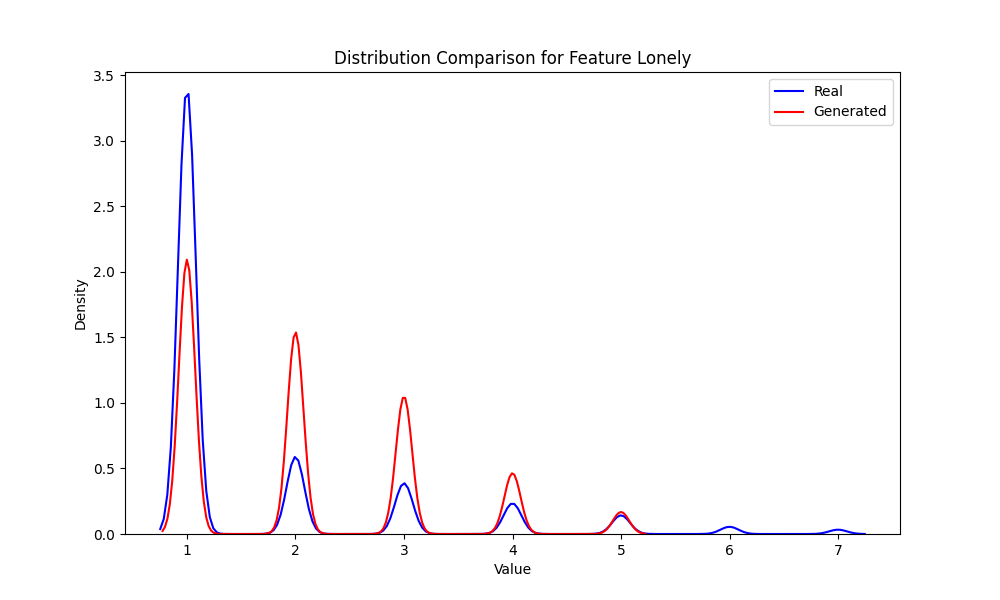 Distribution Comparison for Feature Lonely
Real
Generated
Density
3.5
3.0
2.5
2.0
1.5
1.0
0.5
0.0
1 2 3 4 5 6 7
Value